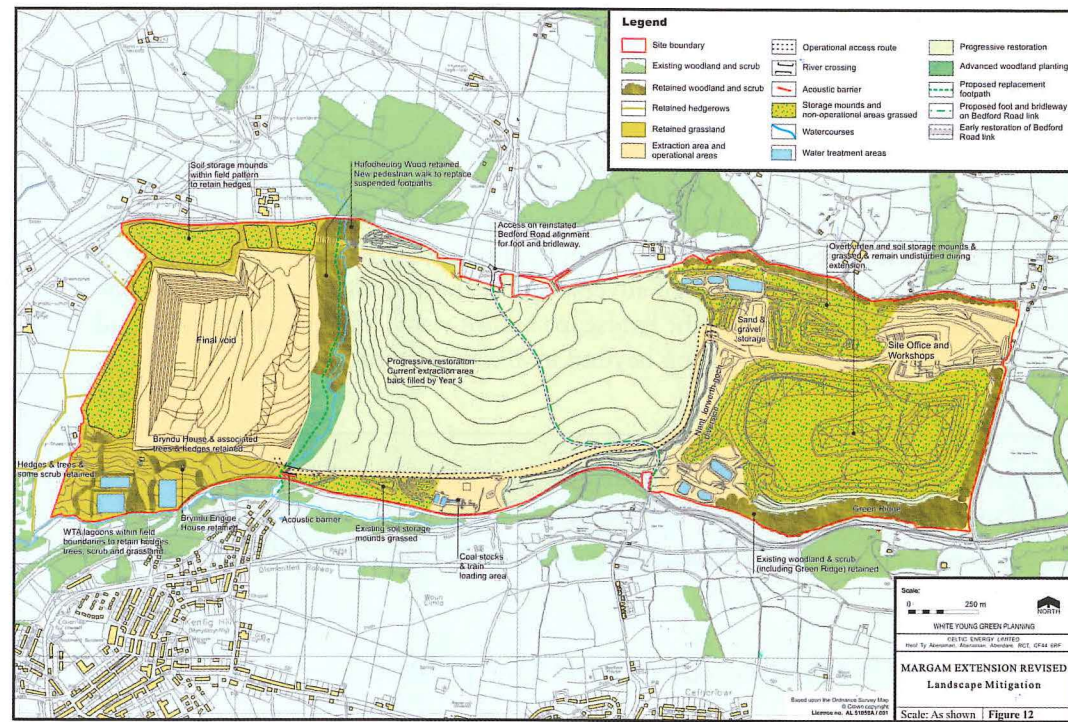 Legend
Site boundary
Existing woodland and scrub
Retained woodland and scrub
Retained hedgerows
Retained grassland
Extraction area and
operational areas
Operational access route
River crossing
Acoustic barrier
Storage mounds and
non-operational areas grassed
Watercourses
Water treatment areas
Progressive restoration
Advanced woodland planting
Proposed replacement
footpath
Proposed foot and bridleway
on Bedford Road link
Early restoration of Bedford
Road link
Soil storage mounds
within field pattern
to retain hedges
Hafodheulog Wood retained
New pedestrian walk to replace
suspended footpaths
Access on reinstated
Bedford Road alignment
for foot and bridleway.
Overburden and soil storage mounds
grassed & remain undisturbed during
extension
Final void
Sand &
gravel
storage
Site Office and
Workshops
Progressive restoration
Current extraction area
back filled by Year 3
Nant Iorwerth-goch
Bryndu House & associated
trees & hedges retained
Hedges & trees &
some scrub retained
Green Ridge
WTA lagoons within field
boundaries to retain hedges
trees, scrub and grassland
Bryndu Engine
House retained
Acoustic barrier
Existing soil storage
mounds grassed
Coal stocks
& train
loading area
Existing woodland & scrub
(including Green Ridge) retained
Waun
Cimla
Scale:
0 250 m
NORTH
WHITE YOUNG GREEN PLANNING
CELTIC ENERGY LIMITED
MARGAM EXTENSION REVISED
Landscape Mitigation
Scale: As shown Figure 12
Based upon the Ordnance Survey Map
© Crown copyright